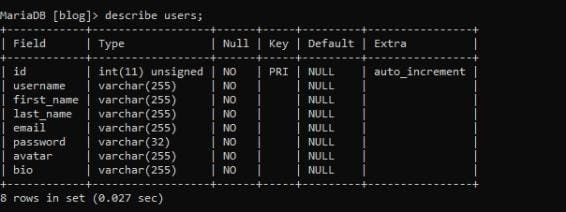 MariaDB [blog]> describe users;
+------------+------------------+------+-----+---------+----------------+
| Field | Type | Null | Key | Default | Extra |
+------------+------------------+------+-----+---------+----------------+
| id | int(11) unsigned | NO | PRI | NULL | auto_increment |
| username | varchar(255) | NO | | NULL | |
| first_name | varchar(255) | NO | | NULL | |
| last_name | varchar(255) | NO | | NULL | |
| email | varchar(255) | NO | | NULL | |
| password | varchar(32) | NO | | NULL | |
| avatar | varchar(255) | NO | | NULL | |
| bio | varchar(255) | NO | | NULL | |
+------------+------------------+------+-----+---------+----------------+
8 rows in set (0.027 sec)